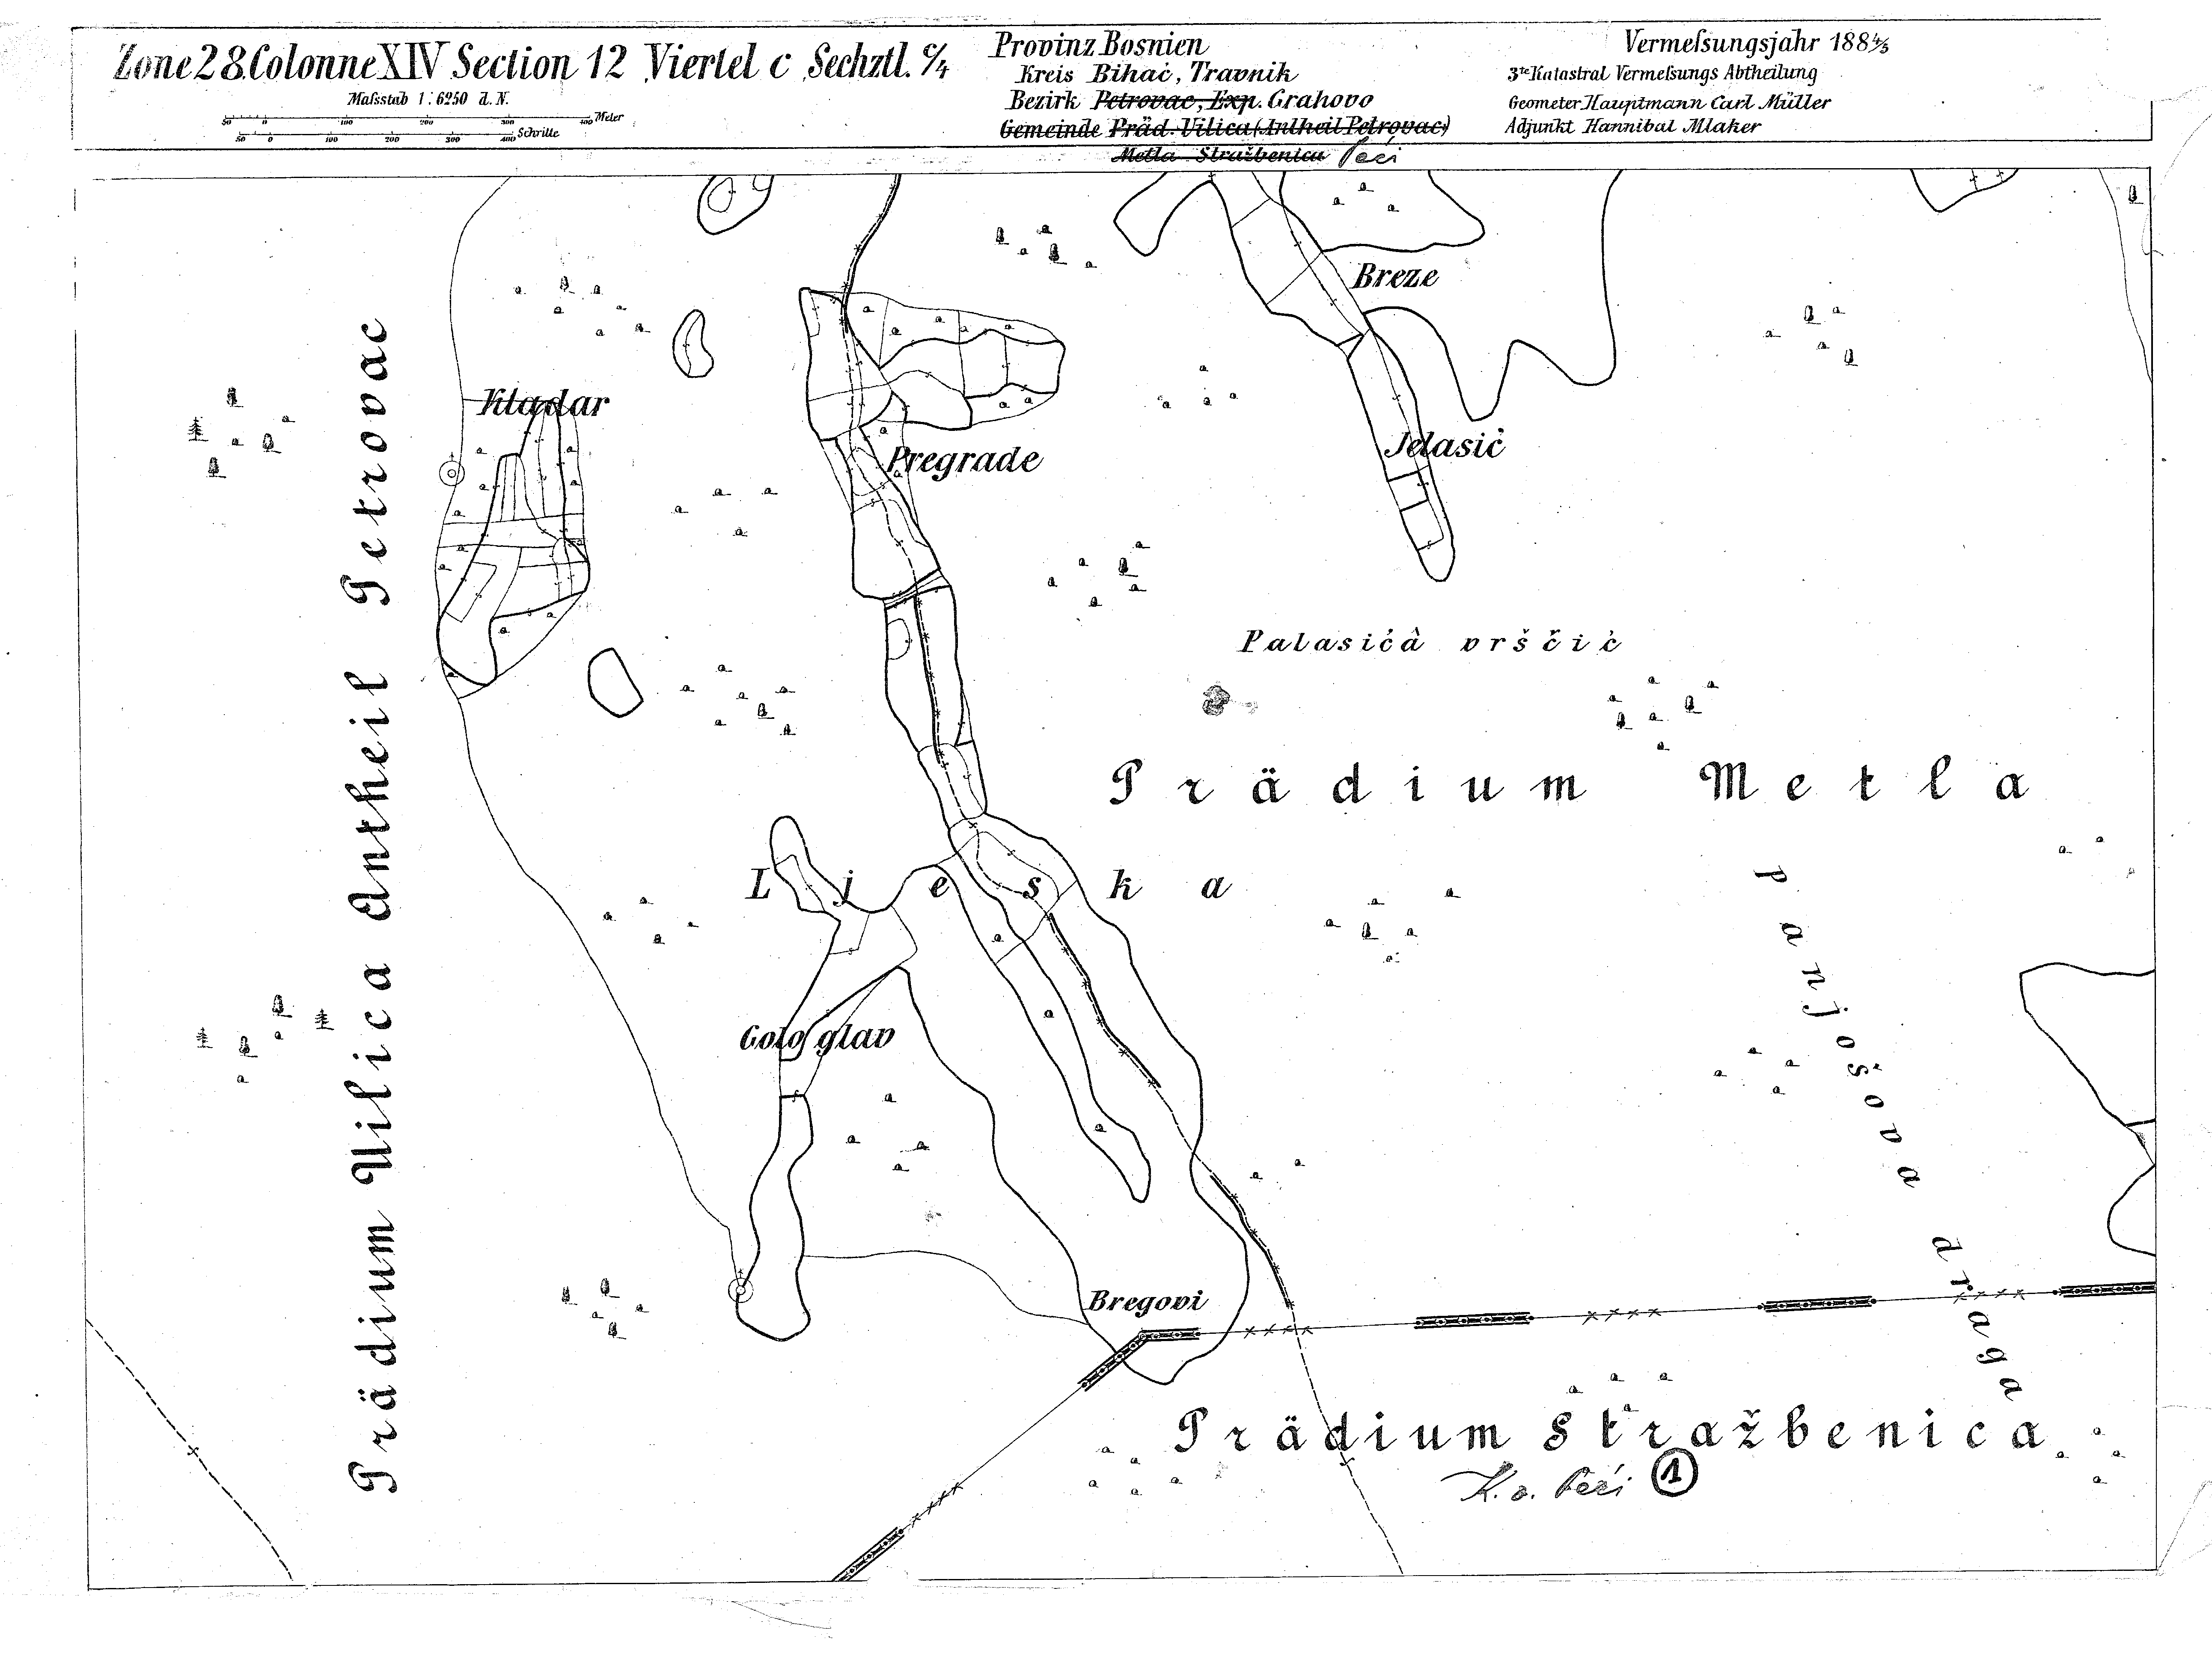 Zone 28 Colonne XIV Section 12 Viertel c Sechztl. c/4
Maſsstab 1:6250 d. N.
50 0 100 200 300 400 Meter
50 0 100 200 300 400 Schritte
Provinz Bosnien
Kreis Bihać, Travnik
Bezirk Petrovac, Exp. Grahovo
Gemeinde Präd. Vilica (Antheil Petrovac)
Metla Stražbenica Peći
Vermeſsungsjahr 1884/5
3te Katastral Vermeſsungs Abtheilung
Geometer Hauptmann Carl Müller
Adjunkt Hannibal Mlaker
Breze
Kladar
Pregrade
Jelasić
Palasića vrščić
Prädium Metla
Prädium Vilica Antheil Petrovac
Ljeska
Panjošova draga
Golo glav
Bregovi
Prädium Stražbenica
K.o. Peći 1